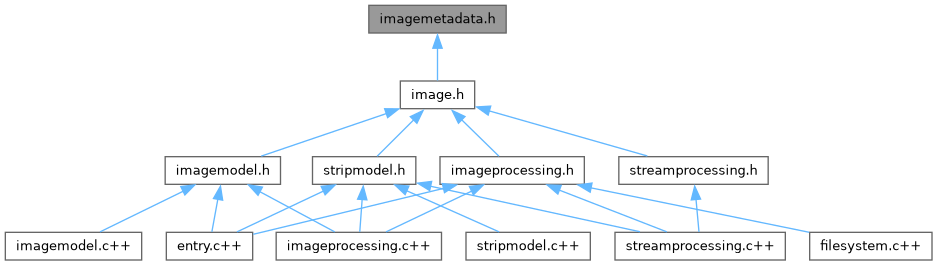 imagemetadata.h
image.h
imagemodel.h
stripmodel.h
imageprocessing.h
streamprocessing.h
imagemodel.c++
entry.c++
imageprocessing.c++
stripmodel.c++
streamprocessing.c++
filesystem.c++